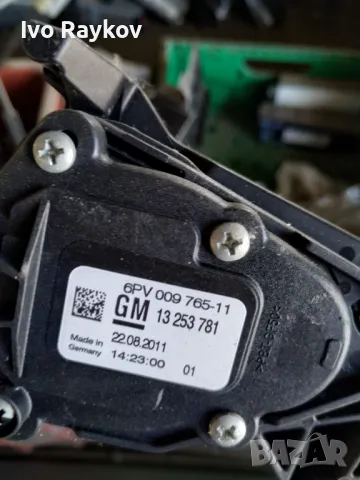 Ivo Raykov
6PV 009 765-11
GM 13 253 781
Made in
Germany
22.08.2011
14:23:00 01
BAZAR